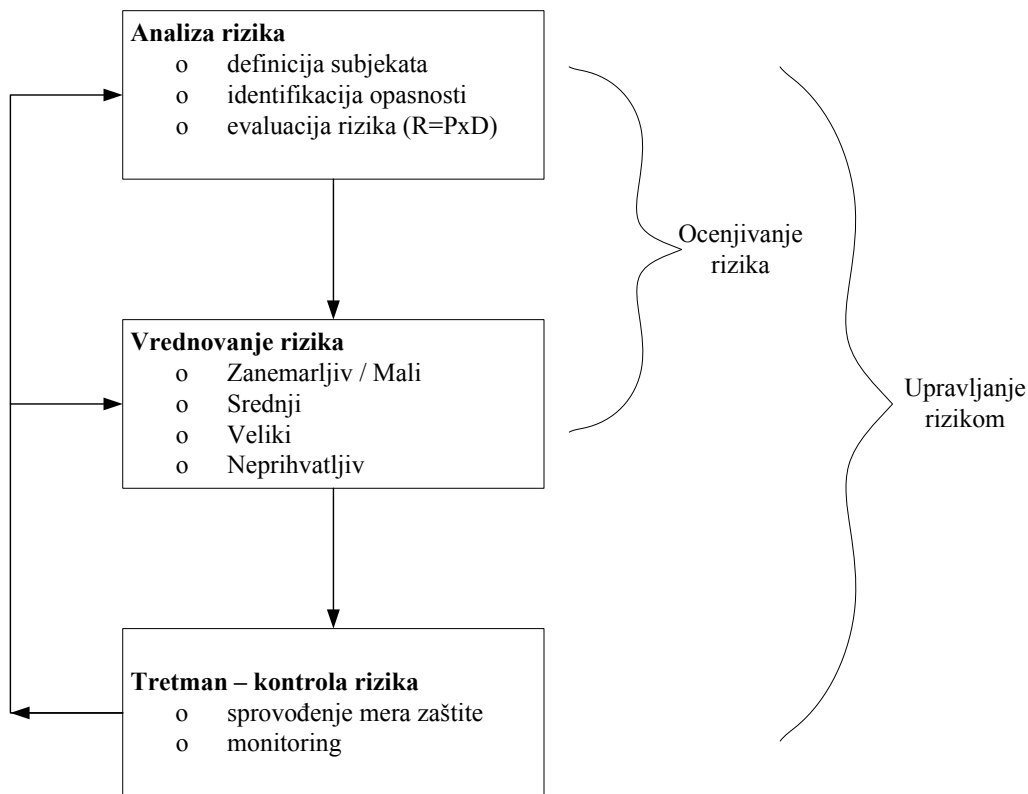 Analiza rizika
o definicija subjekata
o identifikacija opasnosti
o evaluacija rizika (R=PxD)
Ocenjivanje
rizika
Vrednovanje rizika
o Zanemarljiv / Mali
o Srednji
o Veliki
o Neprihvatljiv
Upravljanje
rizikom
Tretman – kontrola rizika
o sprovođenje mera zaštite
o monitoring